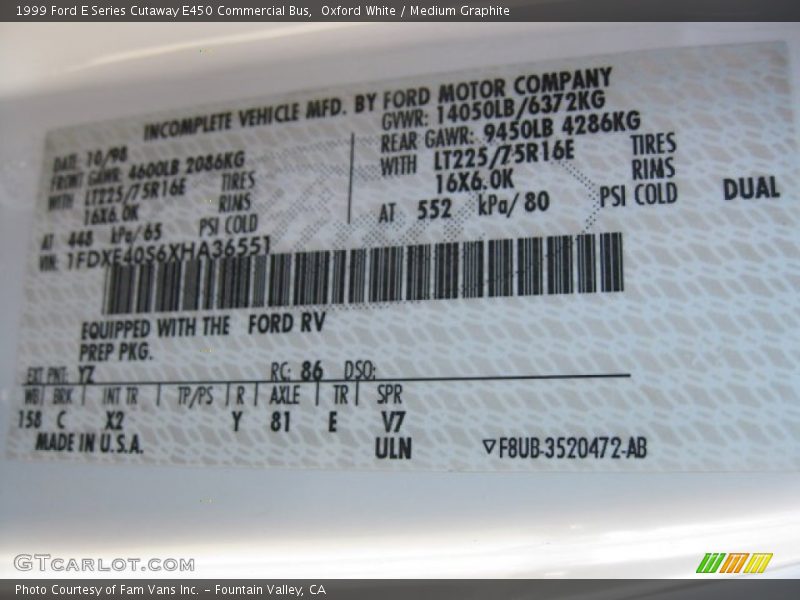 1999 Ford E Series Cutaway E450 Commercial Bus, Oxford White / Medium Graphite
INCOMPLETE VEHICLE MFD. BY FORD MOTOR COMPANY
DATE: 10/98
FRONT GAWR: 4600LB 2086KG
WITH LT225/75R16E TIRES
16X6.0K RINS
AT 448 kPa/65 PSI COLD
GVWR: 14050LB/6372KG
REAR GAWR: 9450LB 4286KG
WITH LT225/75R16E TIRES
16X6.0K RINS
AT 552 kPa/ 80 PSI COLD DUAL
VIN: 1FDXE40S6XHA36551
EQUIPPED WITH THE FORD RV
PREP PKG.
EXT PNT: YZ RC: 86 DSO:
WB | BRK | INT TR | TP/PS | R | AXLE | TR | SPR
158 C X2 Y 81 E V7
MADE IN U.S.A. ULN ▽F8UB-3520472-AB
GTcarlot.com
Photo Courtesy of Fam Vans Inc. – Fountain Valley, CA